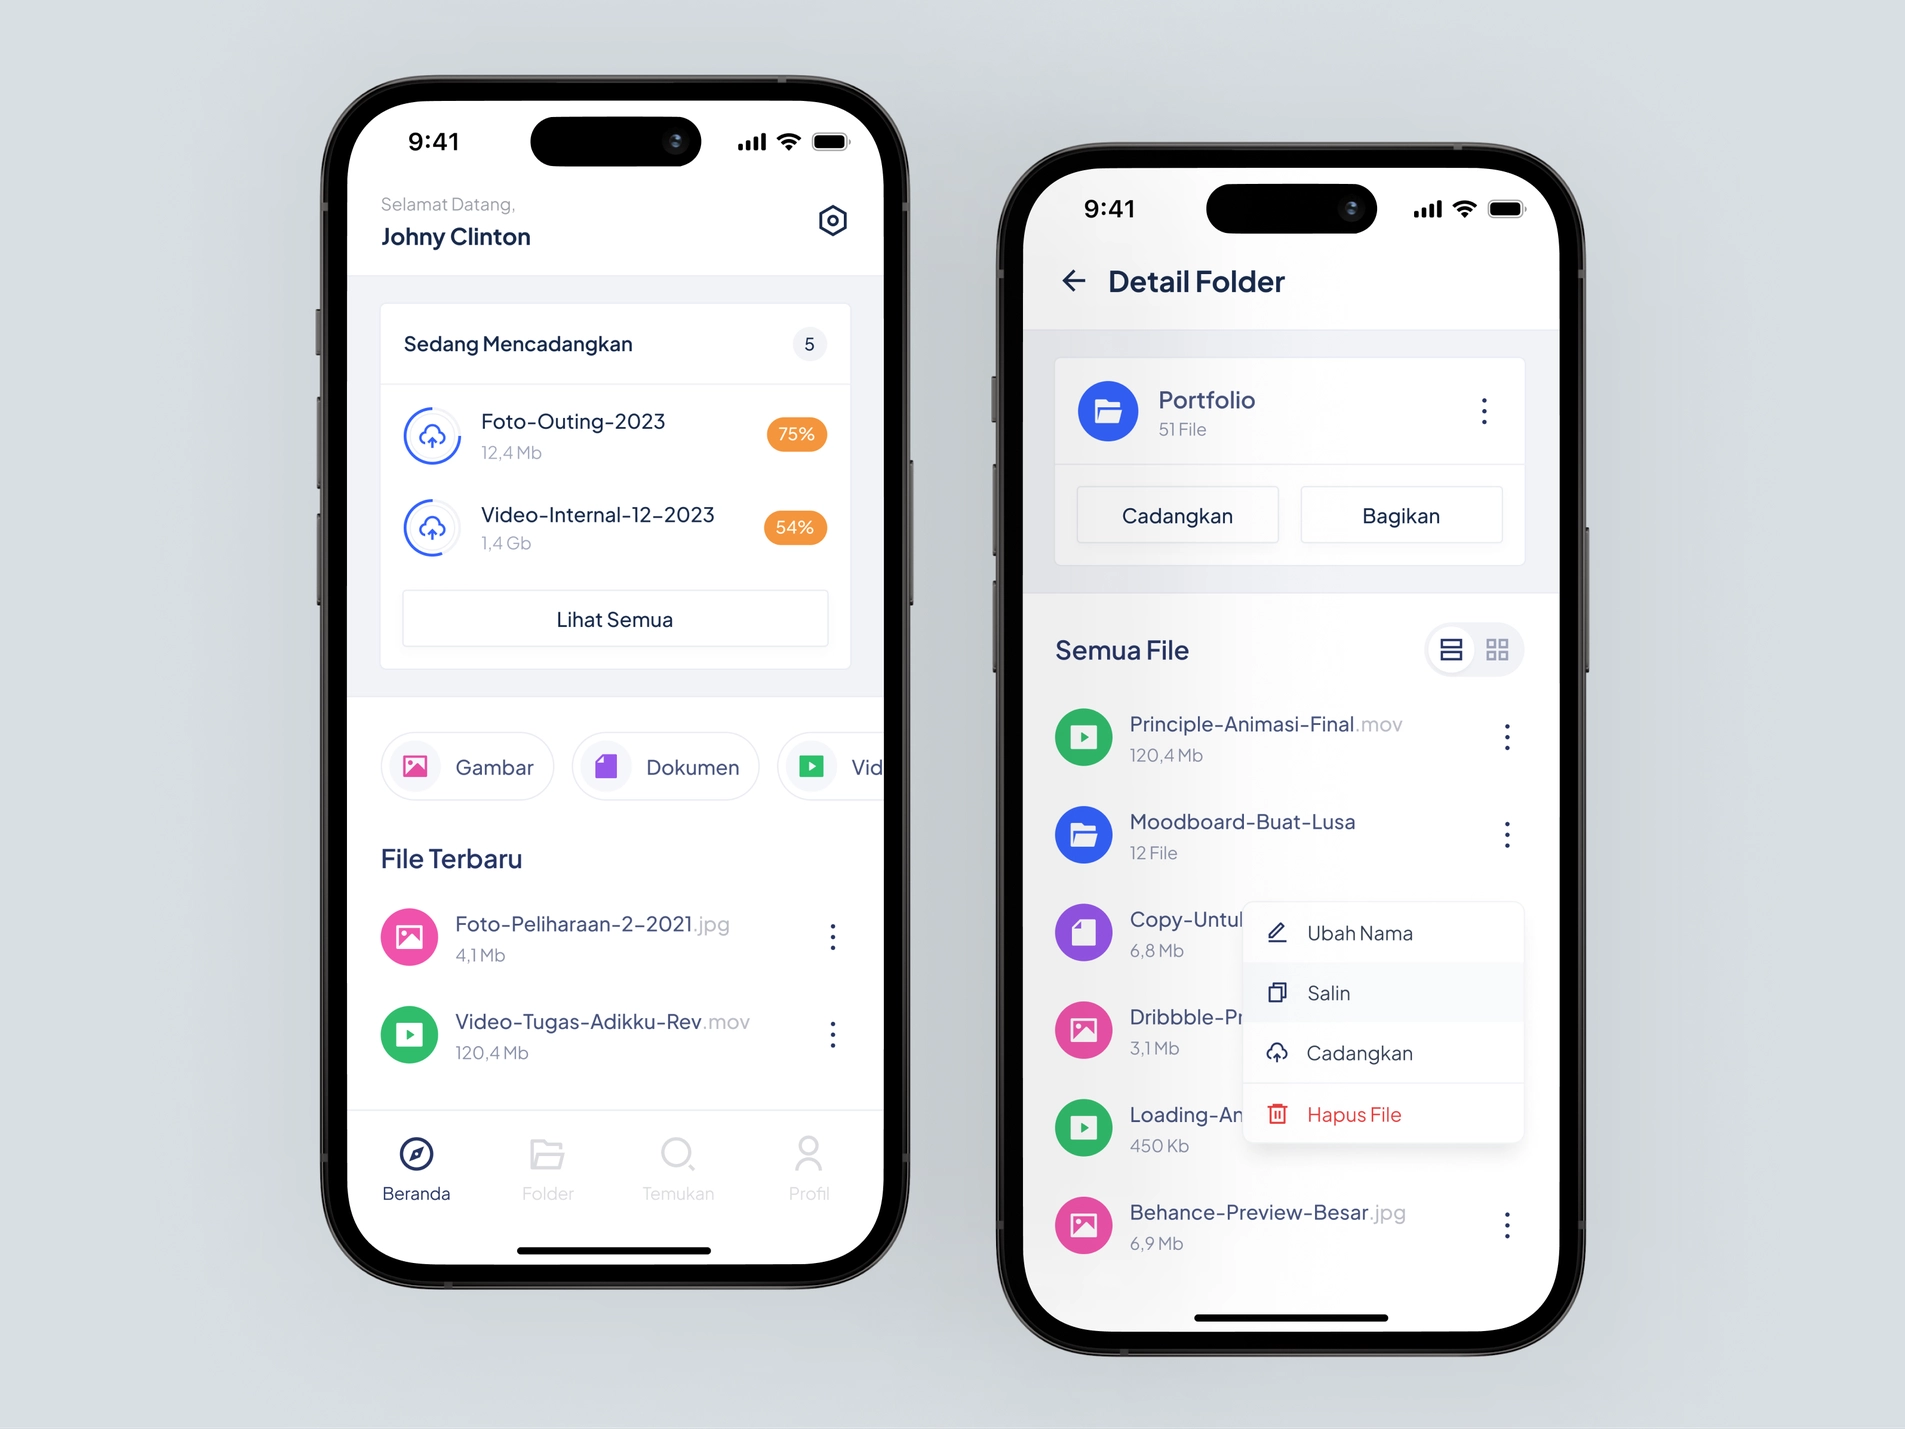 9:41
Selamat Datang,
Johny Clinton
Sedang Mencadangkan
5
Foto-Outing-2023
12,4 Mb
75%
Video-Internal-12-2023
1,4 Gb
54%
Lihat Semua
Gambar
Dokumen
Vid
File Terbaru
Foto-Peliharaan-2-2021.jpg
4,1 Mb
Video-Tugas-Adikku-Rev.mov
120,4 Mb
Beranda
Folder
Temukan
Profil
9:41
Detail Folder
Portfolio
51 File
Cadangkan
Bagikan
Semua File
Principle-Animasi-Final.mov
120,4 Mb
Moodboard-Buat-Lusa
12 File
Copy-Untul
6,8 Mb
Dribbble-Pr
3,1 Mb
Loading-An
450 Kb
Ubah Nama
Salin
Cadangkan
Hapus File
Behance-Preview-Besar.jpg
6,9 Mb